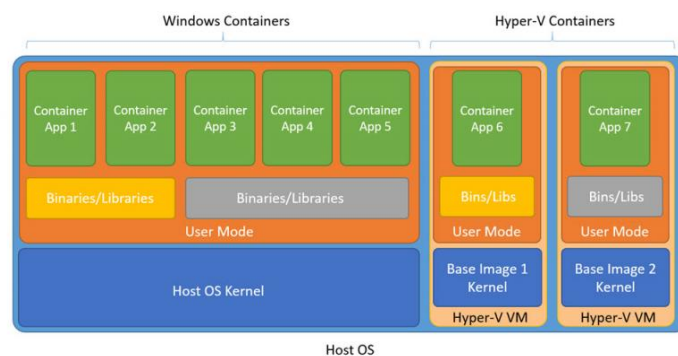 Windows Containers
Hyper-V Containers
Container
App 1
Container
App 2
Container
App 3
Container
App 4
Container
App 5
Container
App 6
Container
App 7
Binaries/Libraries
Binaries/Libraries
Bins/Libs
Bins/Libs
User Mode
User Mode
User Mode
Host OS Kernel
Base Image 1
Kernel
Base Image 2
Kernel
Hyper-V VM
Hyper-V VM
Host OS